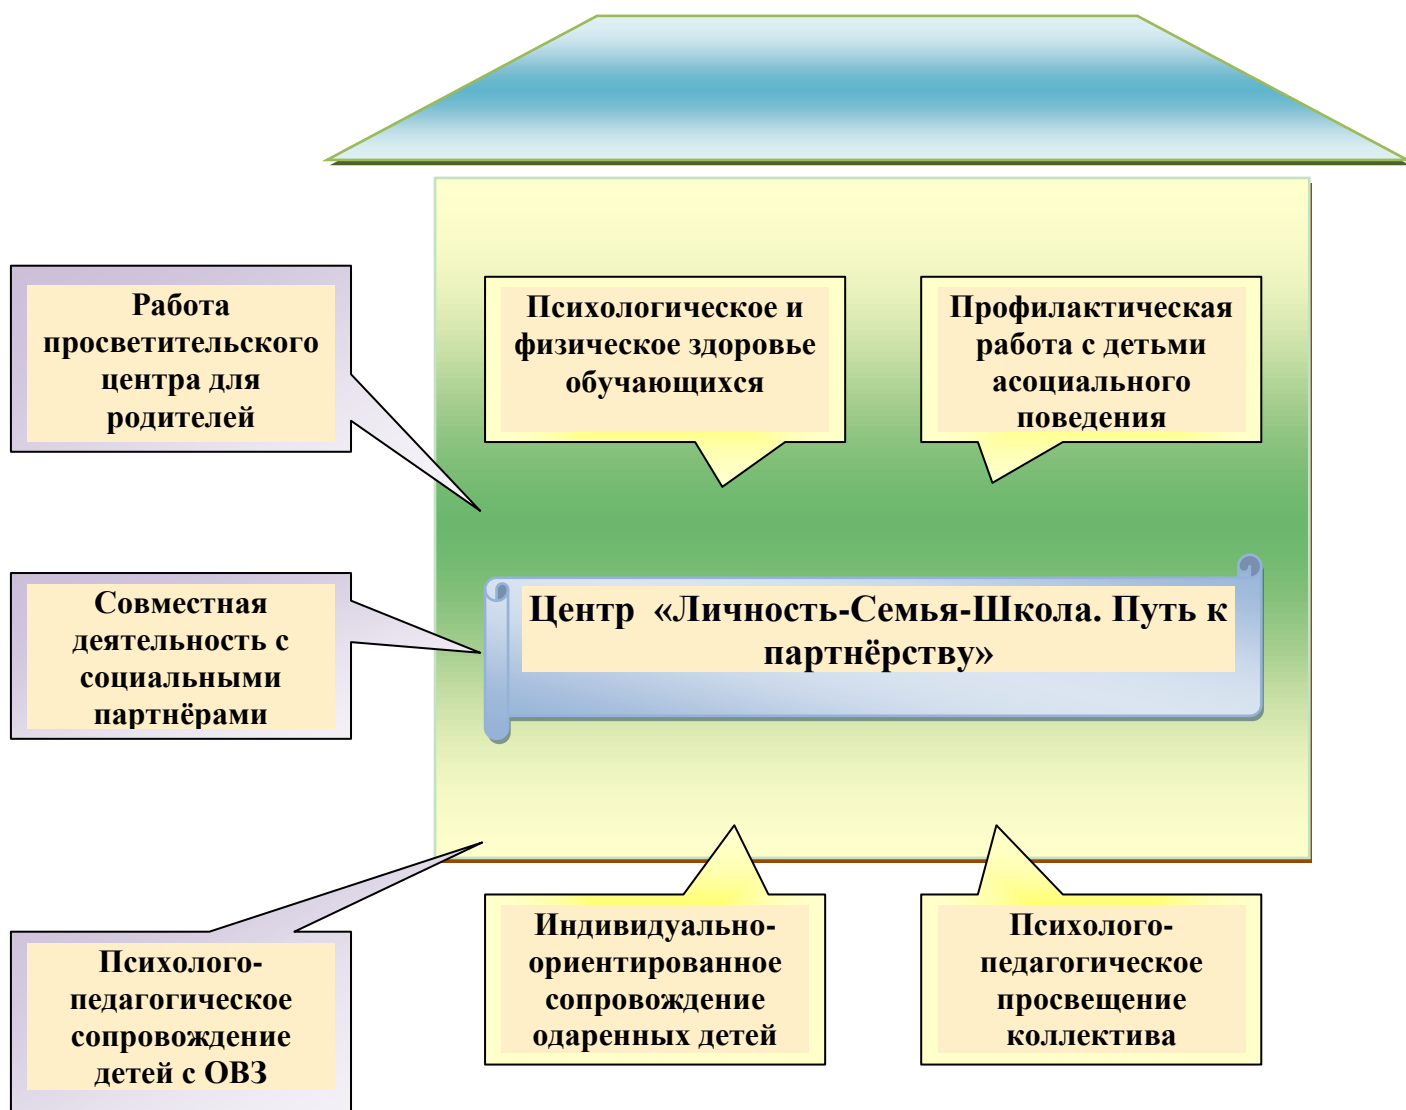 Работа
просветительского
центра для
родителей
Психологическое и
физическое здоровье
обучающихся
Профилактическая
работа с детьми
асоциального
поведения
Совместная
деятельность с
социальными
партнёрами
Центр «Личность-Семья-Школа. Путь к
партнёрству»
Психолого-
педагогическое
сопровождение
детей с ОВЗ
Индивидуально-
ориентированное
сопровождение
одаренных детей
Психолого-
педагогическое
просвещение
коллектива